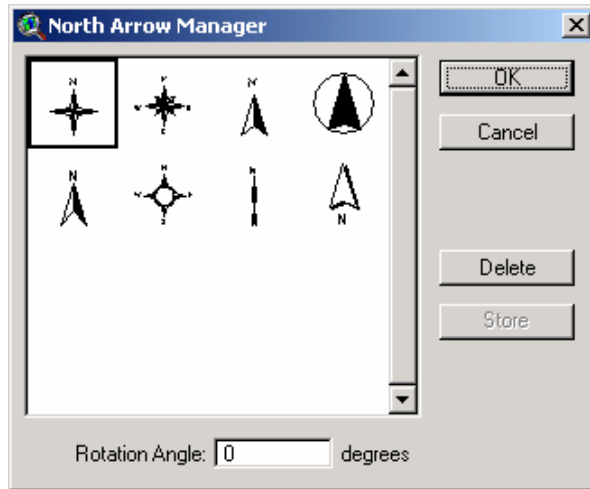 North Arrow Manager
OK
Cancel
N
N
N
Delete
Store
Rotation Angle: 0 degrees